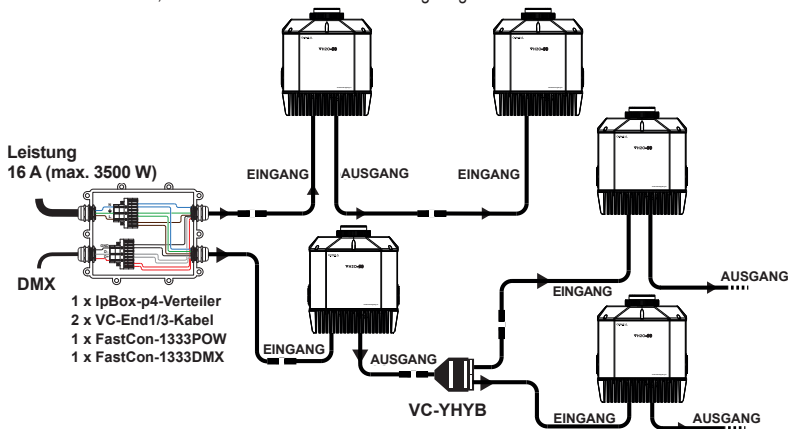 EINGANG AUSGANG EINGANG
Leistung
16 A (max. 3500 W)
DMX
1 x IpBox-p4-Verteiler
2 x VC-End1/3-Kabel
1 x FastCon-1333POW
1 x FastCon-1333DMX
EINGANG AUSGANG
VC-YHYB
EINGANG AUSGANG
EINGANG AUSGANG